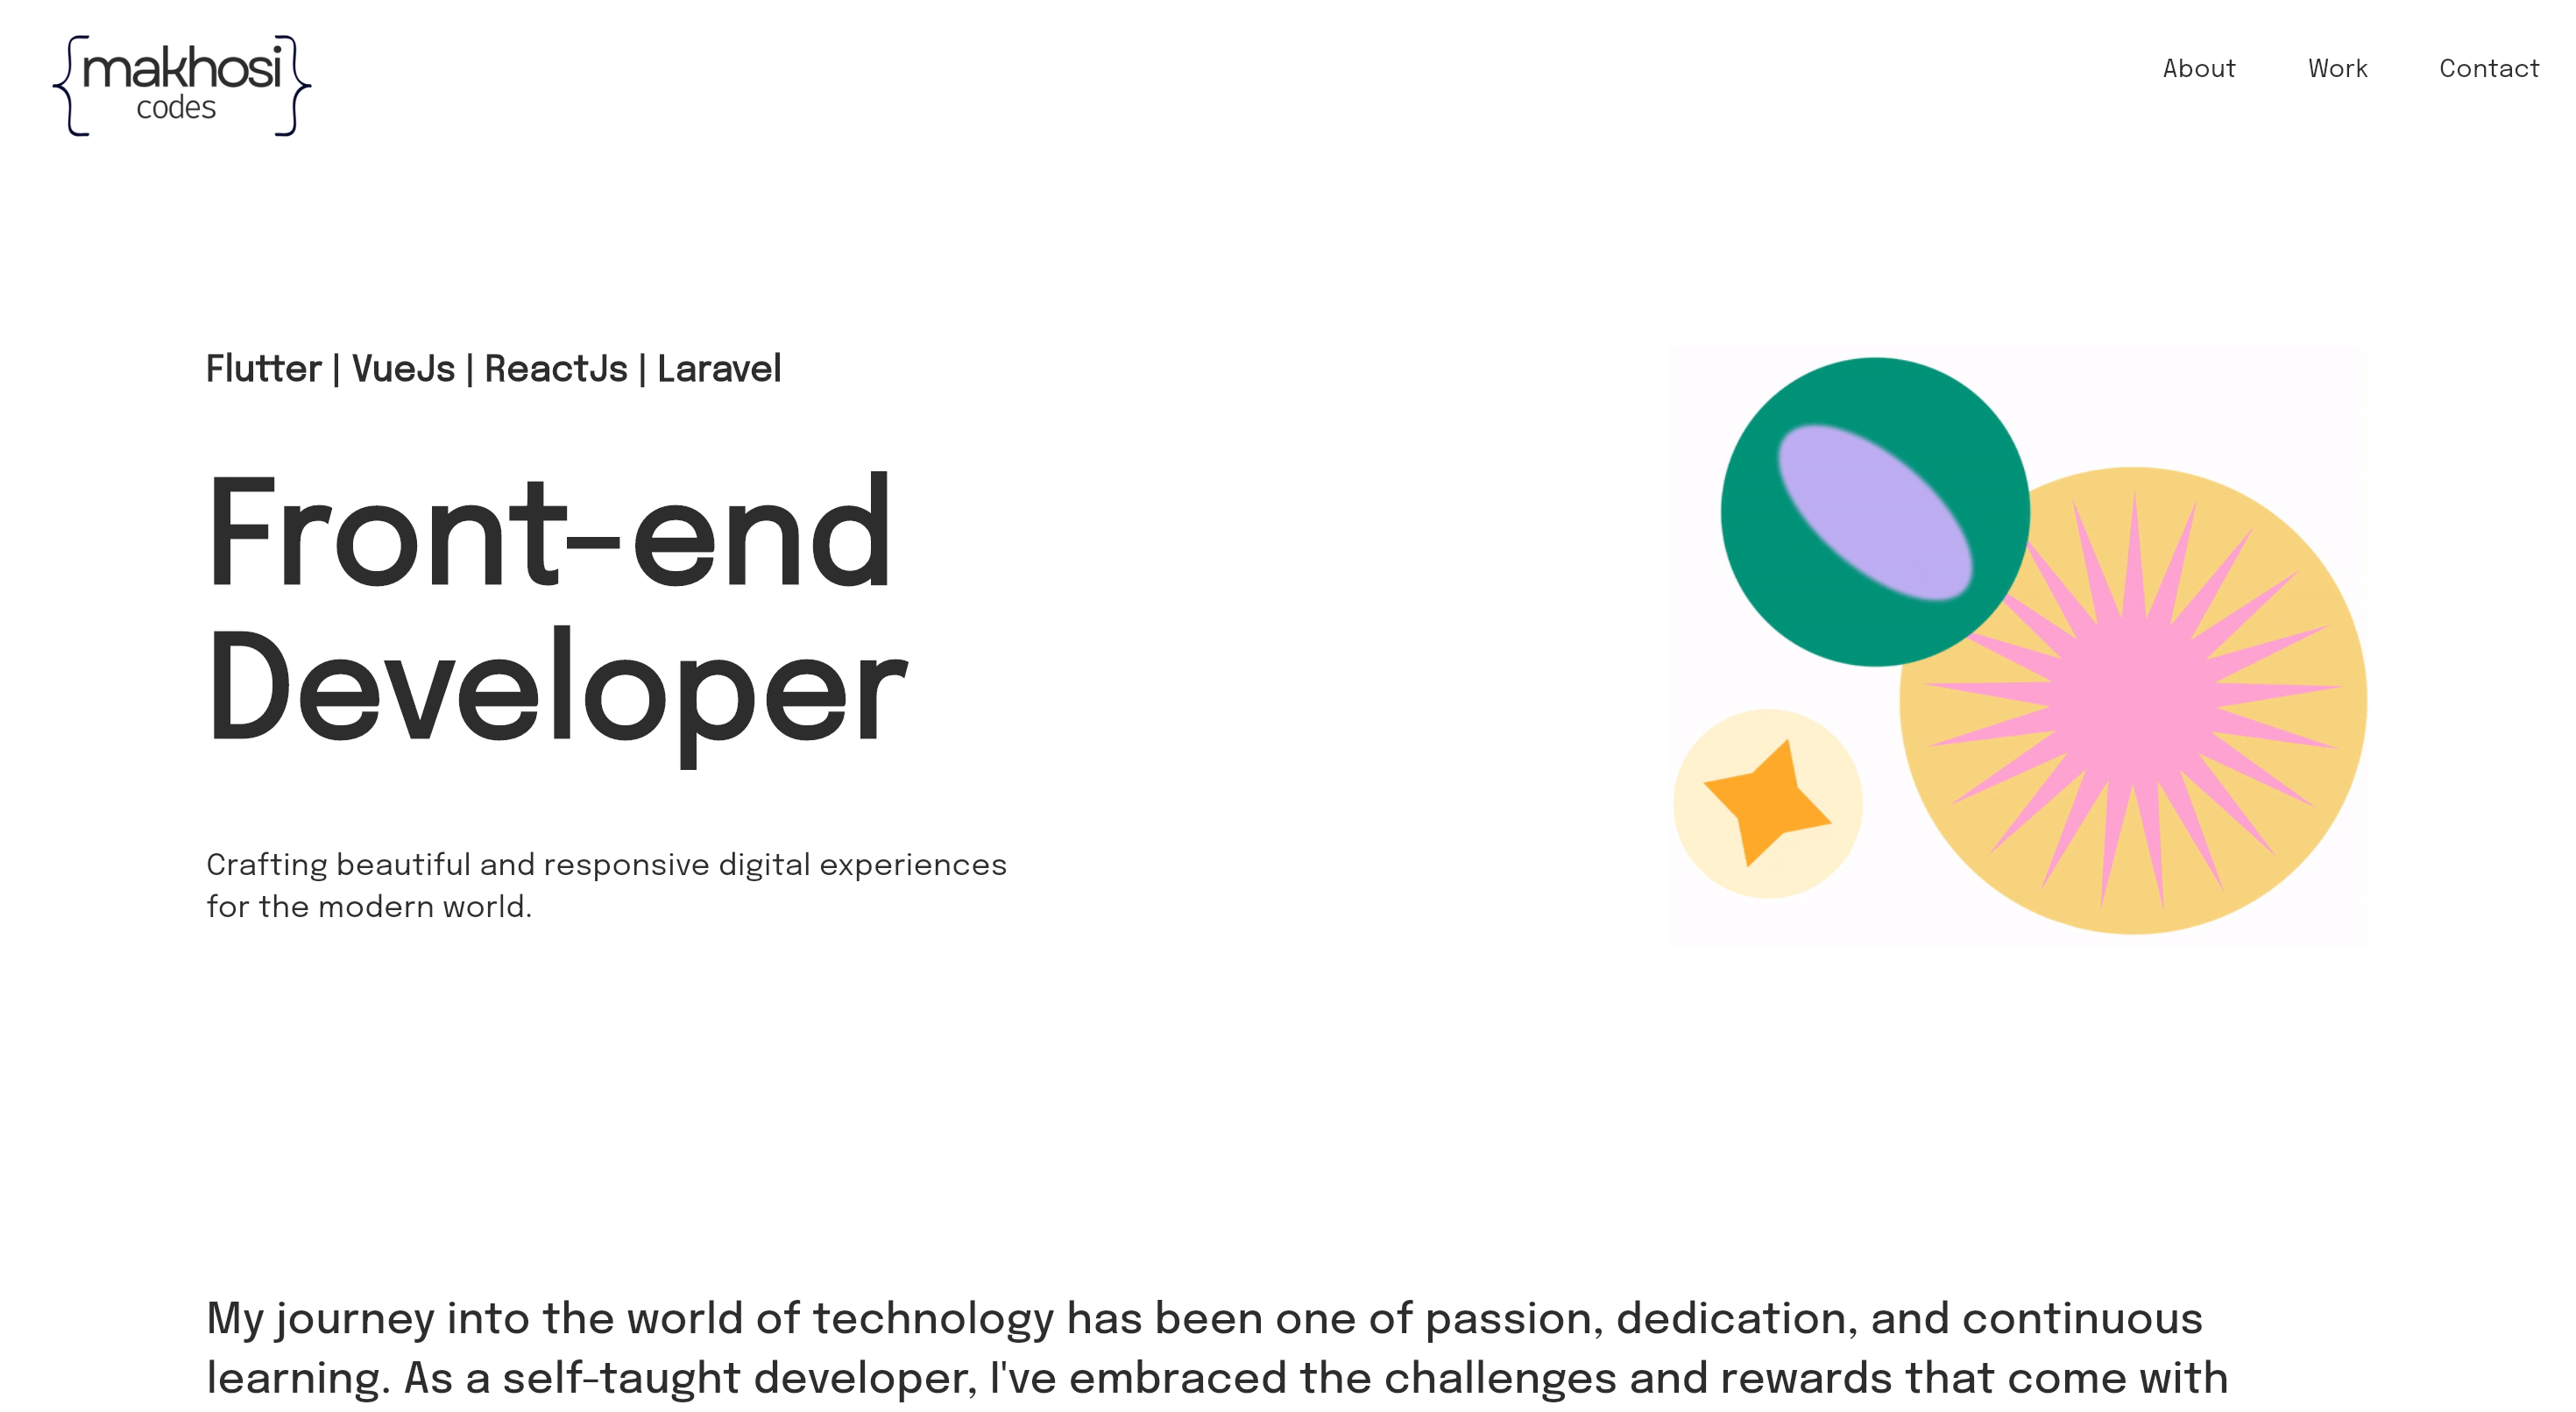 {makhosi}
codes
About Work Contact
Flutter | VueJs | ReactJs | Laravel
Front-end
Developer
Crafting beautiful and responsive digital experiences
for the modern world.
My journey into the world of technology has been one of passion, dedication, and continuous
learning. As a self-taught developer, I've embraced the challenges and rewards that come with